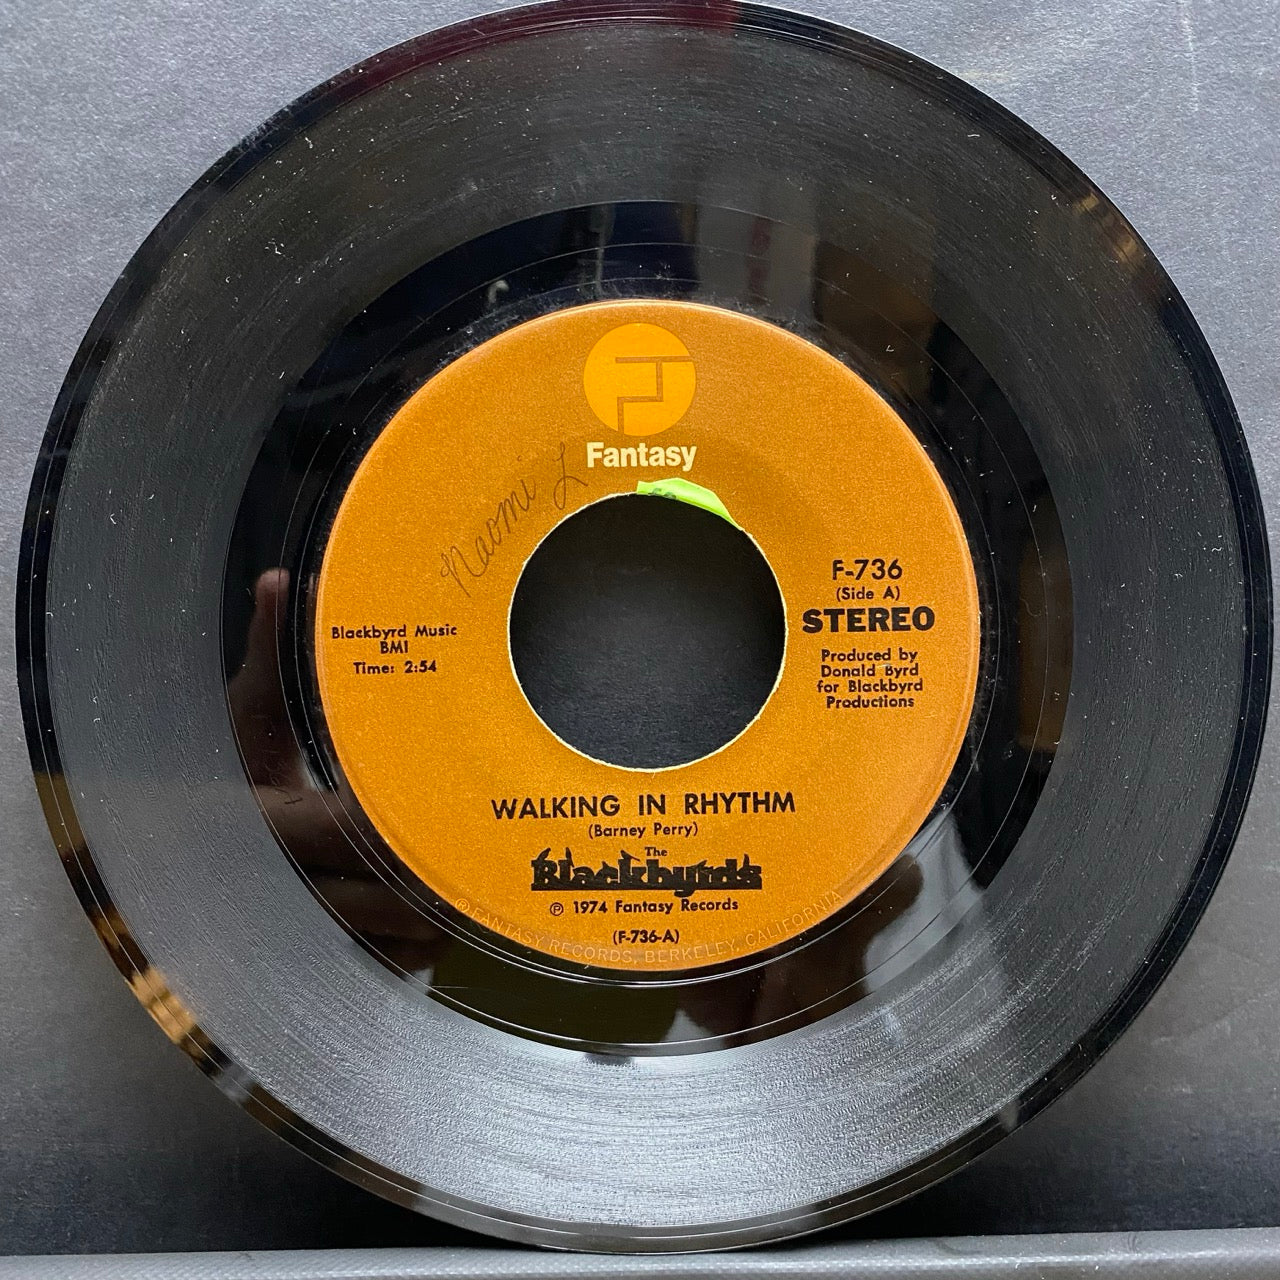 Fantasy
Naomi L
F-736
(Side A)
STEREO
Blackbyrd Music
BMI
Time: 2:54
Produced by
Donald Byrd
for Blackbyrd
Productions
WALKING IN RHYTHM
(Barney Perry)
The
Blackbyrds
℗ 1974 Fantasy Records
(F-736-A)
® FANTASY RECORDS, BERKELEY, CALIFORNIA